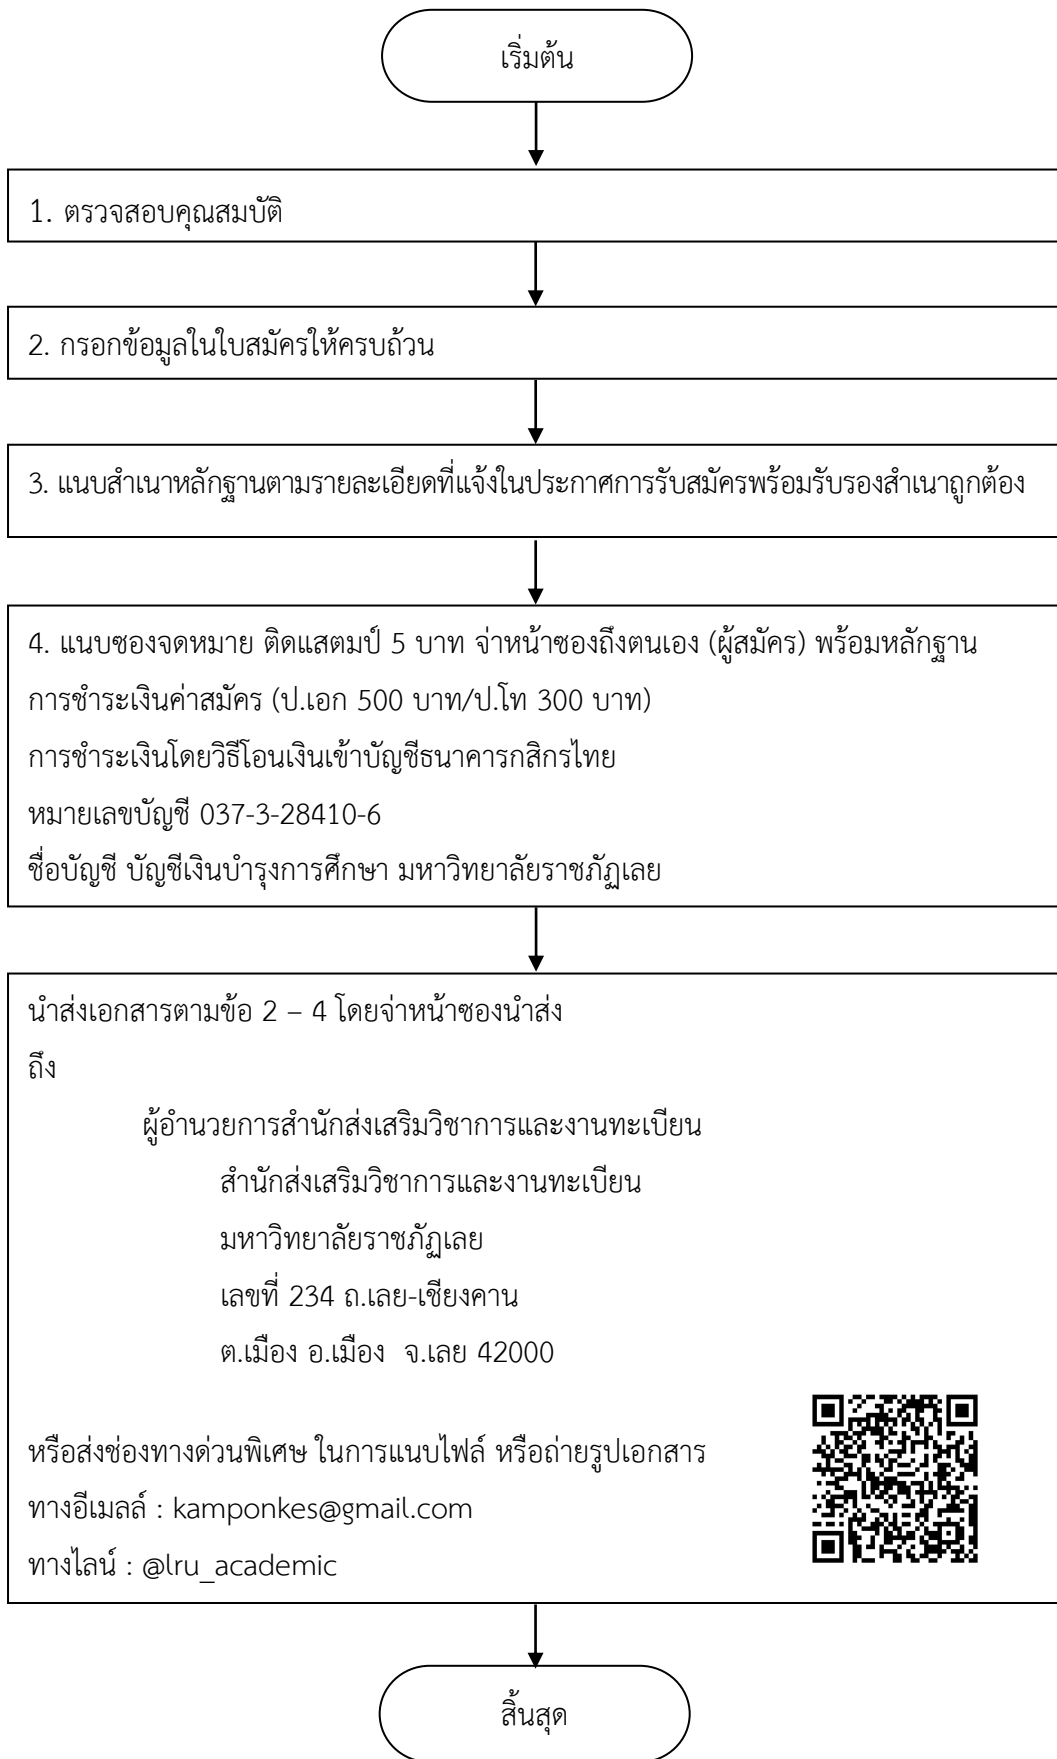 เริ่มต้น
1. ตรวจสอบคุณสมบัติ
2. กรอกข้อมูลในใบสมัครให้ครบถ้วน
3. แนบสำเนาหลักฐานตามรายละเอียดที่แจ้งในประกาศการรับสมัครพร้อมรับรองสำเนาถูกต้อง
4. แนบซองจดหมาย ติดแสตมป์ 5 บาท จ่าหน้าซองถึงตนเอง (ผู้สมัคร) พร้อมหลักฐาน
การชำระเงินค่าสมัคร (ป.เอก 500 บาท/ป.โท 300 บาท)
การชำระเงินโดยวิธีโอนเงินเข้าบัญชีธนาคารกสิกรไทย
หมายเลขบัญชี 037-3-28410-6
ชื่อบัญชี บัญชีเงินบำรุงการศึกษา มหาวิทยาลัยราชภัฏเลย
นำส่งเอกสารตามข้อ 2 – 4 โดยจ่าหน้าซองนำส่ง
ถึง
ผู้อำนวยการสำนักส่งเสริมวิชาการและงานทะเบียน
สำนักส่งเสริมวิชาการและงานทะเบียน
มหาวิทยาลัยราชภัฏเลย
เลขที่ 234 ถ.เลย-เชียงคาน
ต.เมือง อ.เมือง จ.เลย 42000
หรือส่งช่องทางด่วนพิเศษ ในการแนบไฟล์ หรือถ่ายรูปเอกสาร
ทางอีเมลล์ : kamponkes@gmail.com
ทางไลน์ : @lru_academic
สิ้นสุด